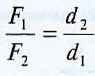 F₁/F₂ = d₂/d₁